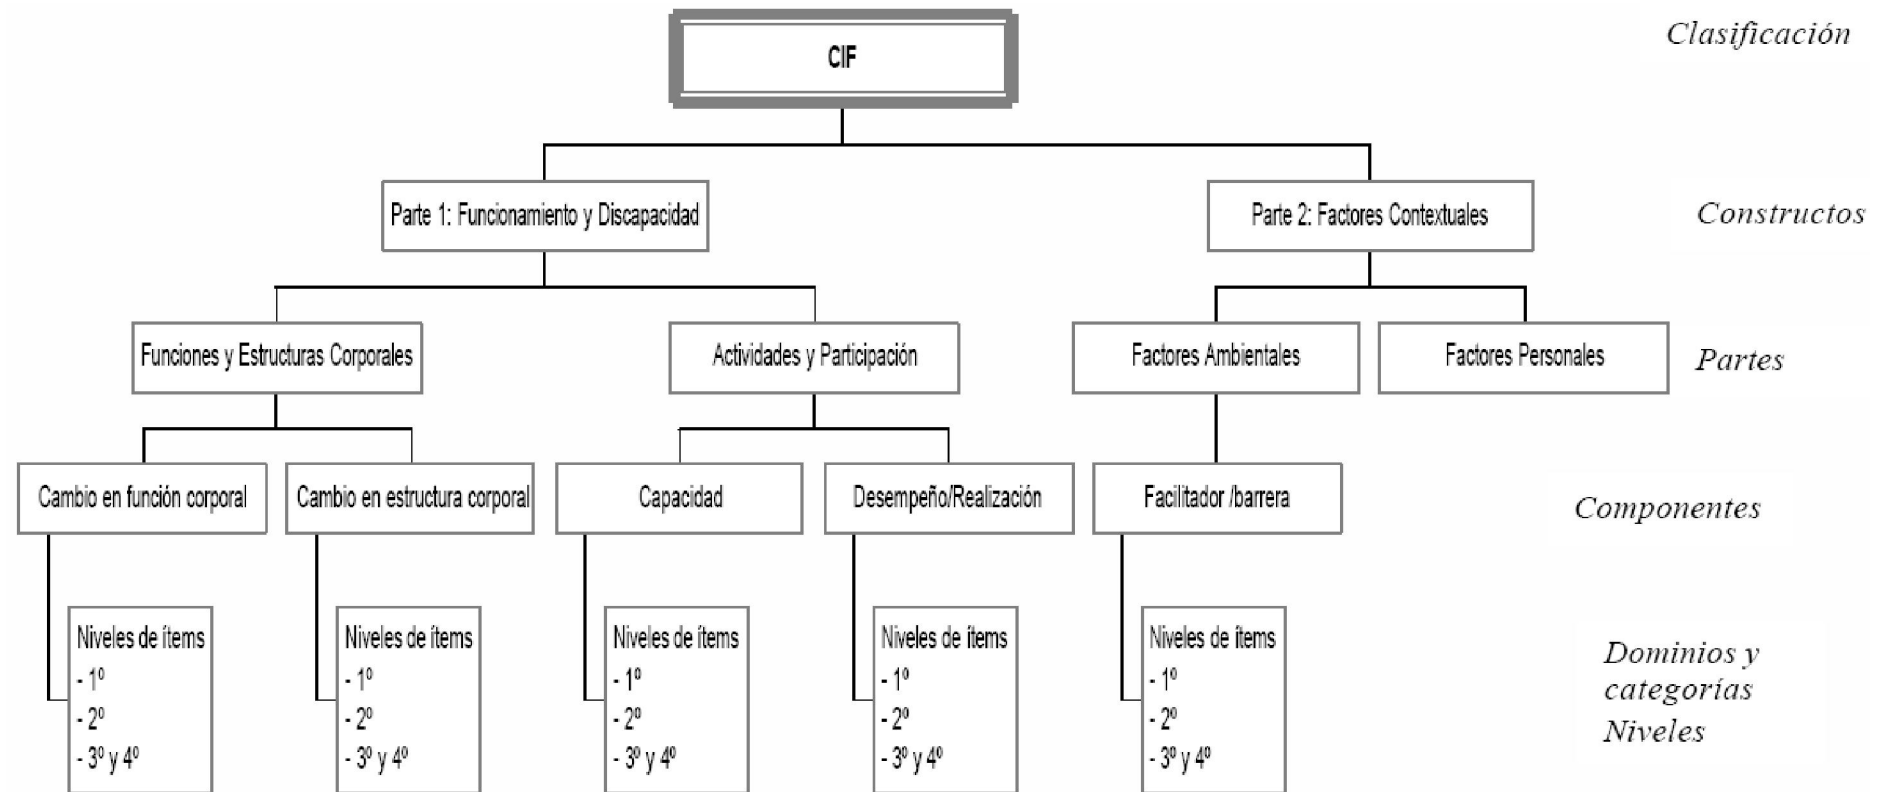 Clasificación
CIF
Parte 1: Funcionamiento y Discapacidad
Parte 2: Factores Contextuales
Constructos
Funciones y Estructuras Corporales
Actividades y Participación
Factores Ambientales
Factores Personales
Partes
Cambio en función corporal
Cambio en estructura corporal
Capacidad
Desempeño/Realización
Facilitador /barrera
Componentes
Niveles de ítems
- 1º
- 2º
- 3º y 4º
Niveles de ítems
- 1º
- 2º
- 3º y 4º
Niveles de ítems
- 1º
- 2º
- 3º y 4º
Niveles de ítems
- 1º
- 2º
- 3º y 4º
Niveles de ítems
- 1º
- 2º
- 3º y 4º
Dominios y
categorías
Niveles